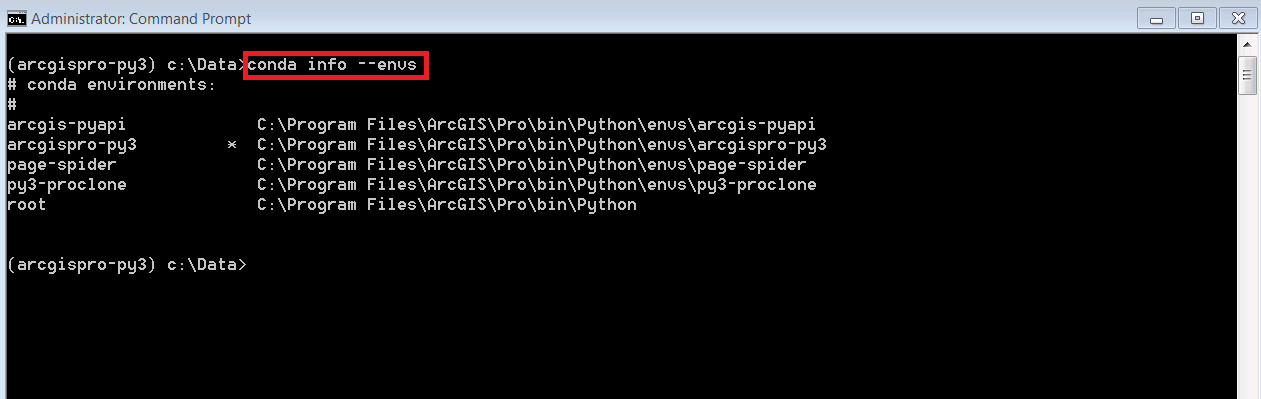 Administrator: Command Prompt
(arcgispro-py3) c:\Data>conda info --envs
# conda environments:
#
arcgis-pyapi             C:\Program Files\ArcGIS\Pro\bin\Python\envs\arcgis-pyapi
arcgispro-py3         *  C:\Program Files\ArcGIS\Pro\bin\Python\envs\arcgispro-py3
page-spider              C:\Program Files\ArcGIS\Pro\bin\Python\envs\page-spider
py3-proclone             C:\Program Files\ArcGIS\Pro\bin\Python\envs\py3-proclone
root                     C:\Program Files\ArcGIS\Pro\bin\Python
(arcgispro-py3) c:\Data>